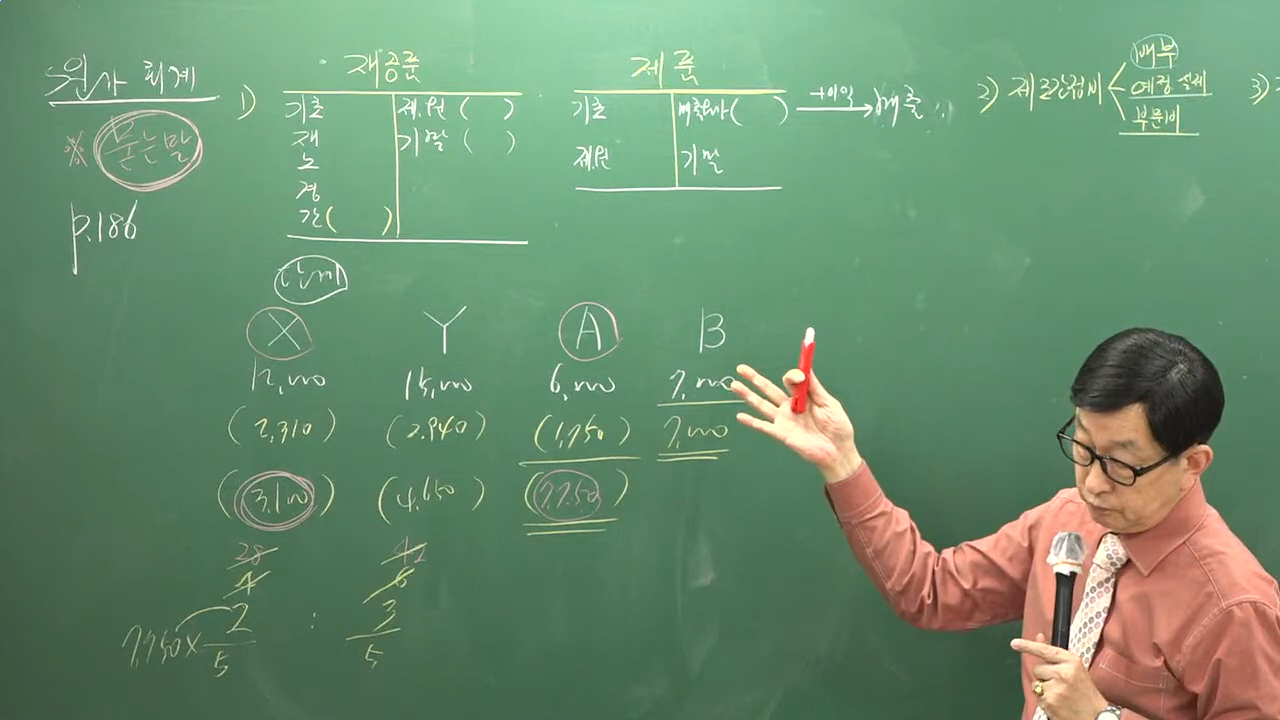 원가 회계
※ 묻는말
p.186
1) 재공품
기초 제.원 ( )
재 기말 ( )
노
경
간 ( )
제 품
기초 매출원가 ( )
제.원 기말
+이익 → 매출
2) 제조간접비
배부
예정 실제
부문비
3)
단계
X Y A B
12,000 15,000 6,000 7,000
(2,310) (2,940) (1,750) 7,000
(3,100) (4,650) (7,750)
28 42
4 6
7,750 × 2/5 : 3/5